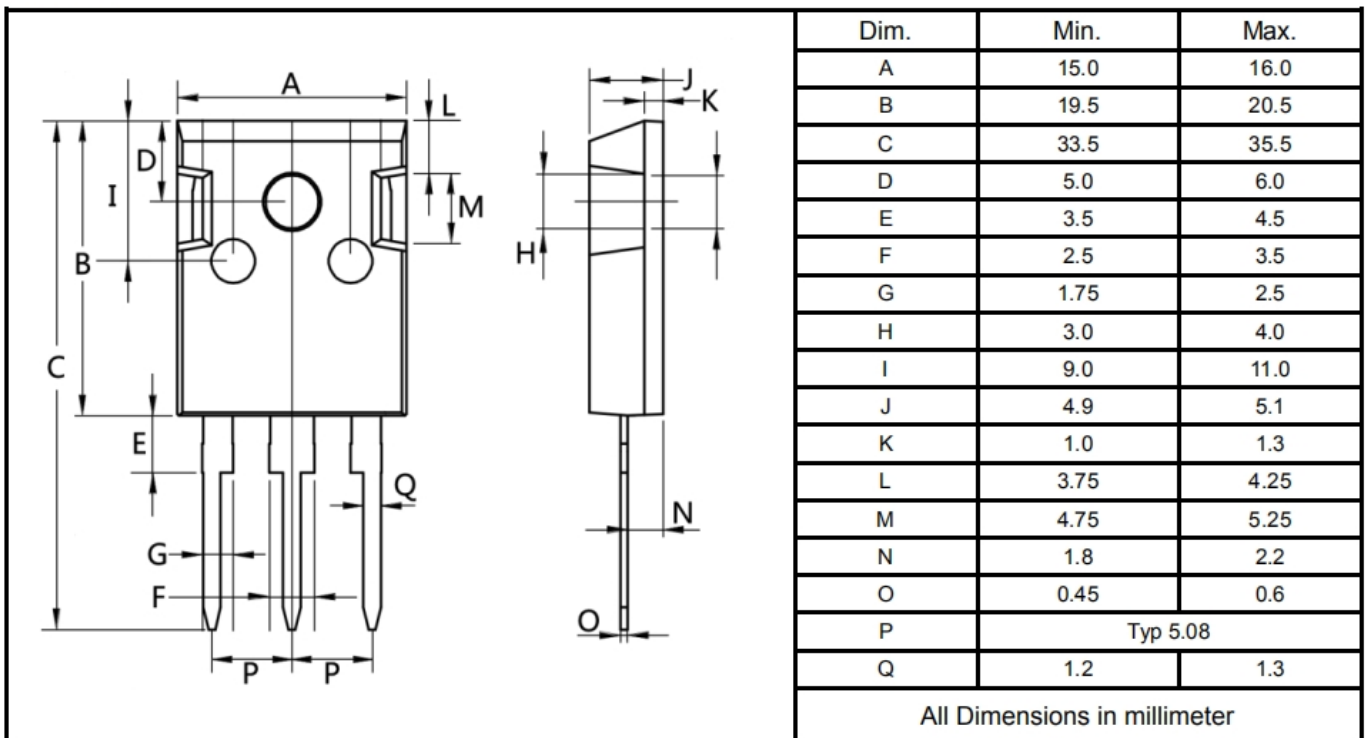 A
L
D
I
M
B
C
E
Q
G
F
P P
J
K
H
N
O
Dim. Min. Max.
A 15.0 16.0
B 19.5 20.5
C 33.5 35.5
D 5.0 6.0
E 3.5 4.5
F 2.5 3.5
G 1.75 2.5
H 3.0 4.0
I 9.0 11.0
J 4.9 5.1
K 1.0 1.3
L 3.75 4.25
M 4.75 5.25
N 1.8 2.2
O 0.45 0.6
P Typ 5.08
Q 1.2 1.3
All Dimensions in millimeter